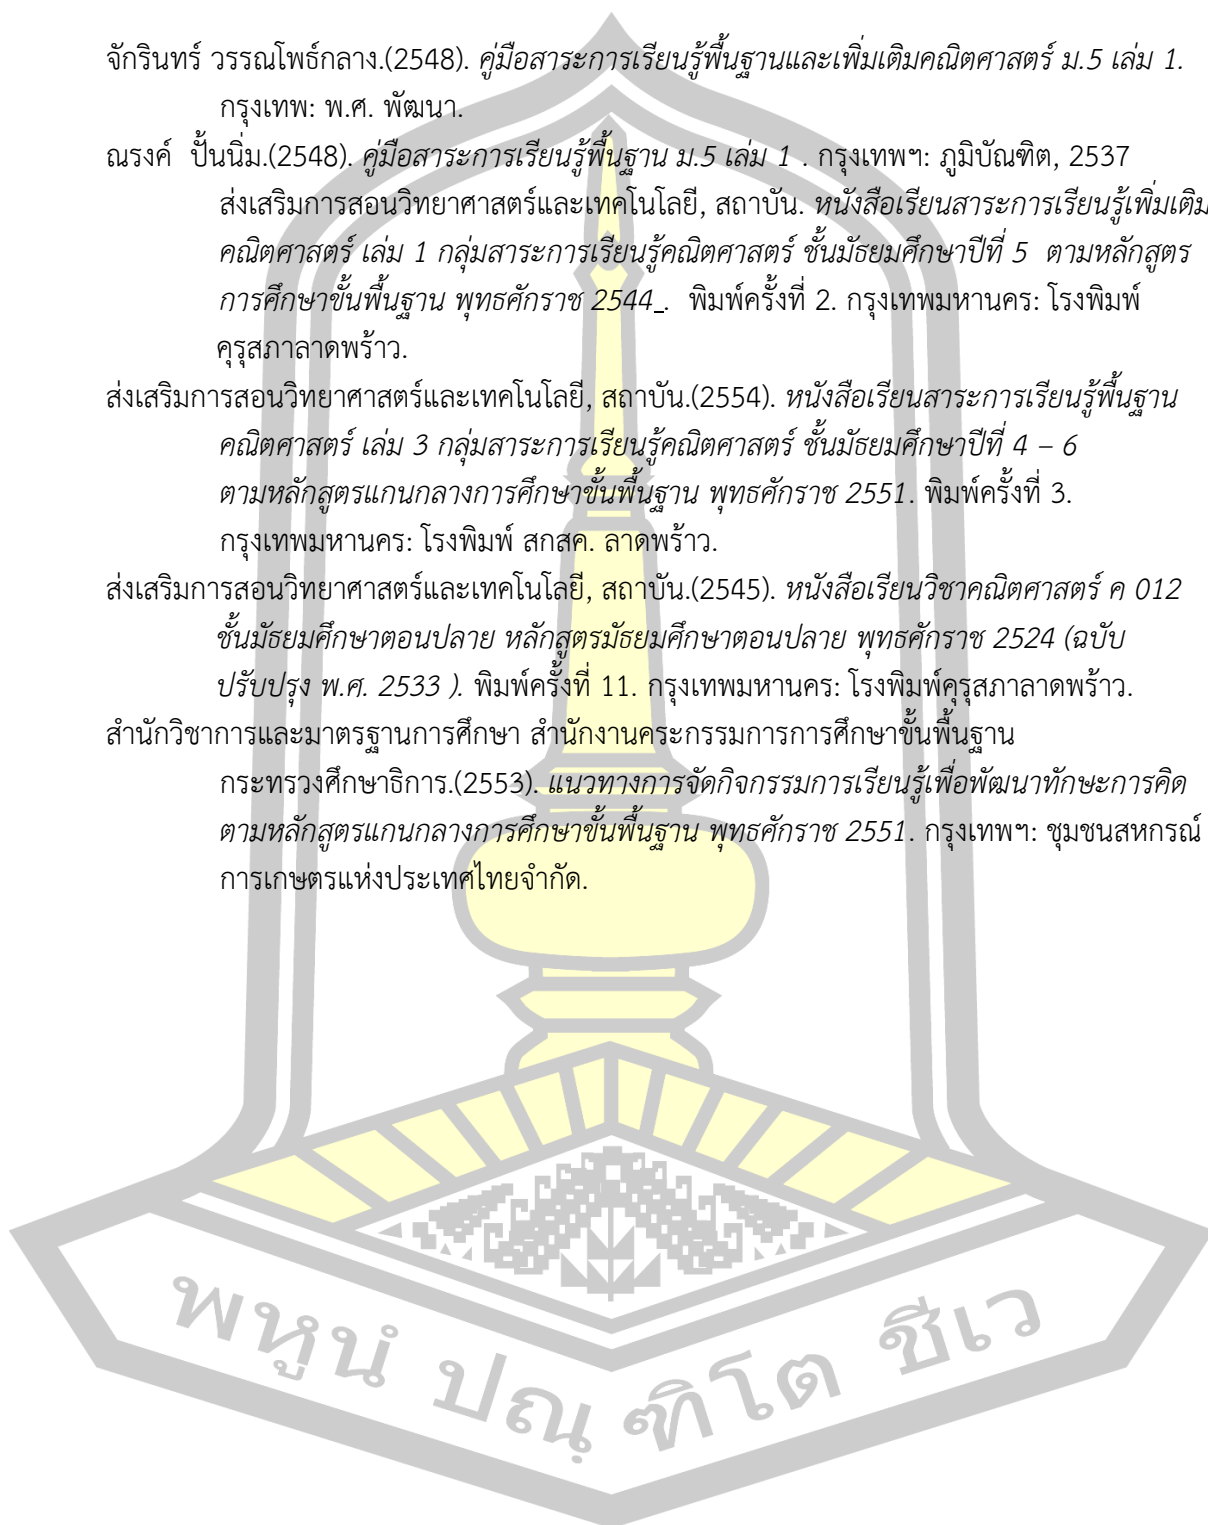 จักรินทร์ วรรณโพธ์กลาง.(2548). คู่มือสาระการเรียนรู้พื้นฐานและเพิ่มเติมคณิตศาสตร์ ม.5 เล่ม 1.
กรุงเทพ: พ.ศ. พัฒนา.
ณรงค์  ปั้นนิ่ม.(2548). คู่มือสาระการเรียนรู้พื้นฐาน ม.5 เล่ม 1 . กรุงเทพฯ: ภูมิบัณฑิต, 2537
ส่งเสริมการสอนวิทยาศาสตร์และเทคโนโลยี, สถาบัน. หนังสือเรียนสาระการเรียนรู้เพิ่มเติม
คณิตศาสตร์ เล่ม 1 กลุ่มสาระการเรียนรู้คณิตศาสตร์ ชั้นมัธยมศึกษาปีที่ 5  ตามหลักสูตร
การศึกษาขั้นพื้นฐาน พุทธศักราช 2544_.  พิมพ์ครั้งที่ 2. กรุงเทพมหานคร: โรงพิมพ์
คุรุสภาลาดพร้าว.
ส่งเสริมการสอนวิทยาศาสตร์และเทคโนโลยี, สถาบัน.(2554). หนังสือเรียนสาระการเรียนรู้พื้นฐาน
คณิตศาสตร์ เล่ม 3 กลุ่มสาระการเรียนรู้คณิตศาสตร์ ชั้นมัธยมศึกษาปีที่ 4 – 6
ตามหลักสูตรแกนกลางการศึกษาขั้นพื้นฐาน พุทธศักราช 2551. พิมพ์ครั้งที่ 3.
กรุงเทพมหานคร: โรงพิมพ์ สกสค. ลาดพร้าว.
ส่งเสริมการสอนวิทยาศาสตร์และเทคโนโลยี, สถาบัน.(2545). หนังสือเรียนวิชาคณิตศาสตร์ ค 012
ชั้นมัธยมศึกษาตอนปลาย หลักสูตรมัธยมศึกษาตอนปลาย พุทธศักราช 2524 (ฉบับ
ปรับปรุง พ.ศ. 2533 ). พิมพ์ครั้งที่ 11. กรุงเทพมหานคร: โรงพิมพ์คุรุสภาลาดพร้าว.
สำนักวิชาการและมาตรฐานการศึกษา สำนักงานคระกรรมการการศึกษาขั้นพื้นฐาน
กระทรวงศึกษาธิการ.(2553). แนวทางการจัดกิจกรรมการเรียนรู้เพื่อพัฒนาทักษะการคิด
ตามหลักสูตรแกนกลางการศึกษาขั้นพื้นฐาน พุทธศักราช 2551. กรุงเทพฯ: ชุมชนสหกรณ์
การเกษตรแห่งประเทศไทยจำกัด.
พหูนํ ปณฺฑิโต ชีเว